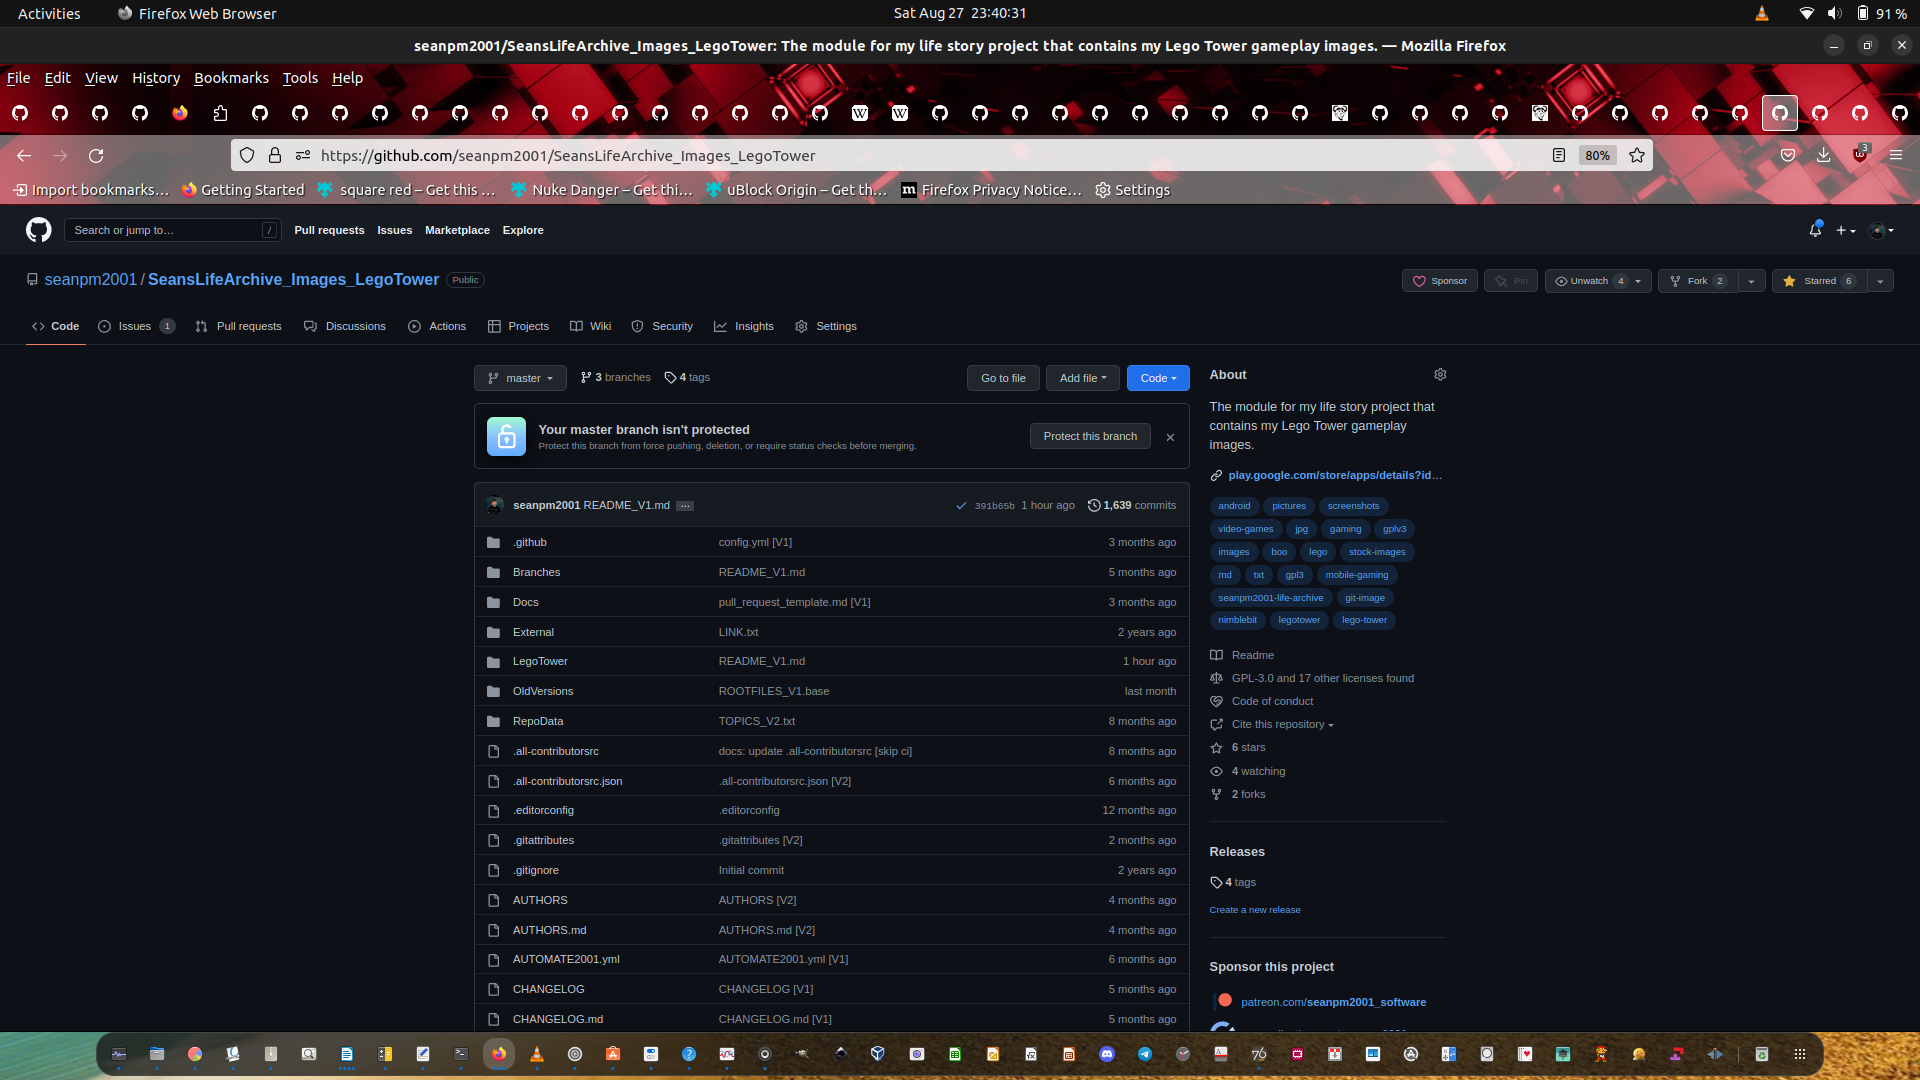 Activities Firefox Web Browser Sat Aug 27 23:40:31 91 %
seanpm2001/SeansLifeArchive_Images_LegoTower: The module for my life story project that contains my Lego Tower gameplay images. — Mozilla Firefox
File Edit View History Bookmarks Tools Help
https://github.com/seanpm2001/SeansLifeArchive_Images_LegoTower 80% 3
Import bookmarks… Getting Started square red – Get this … Nuke Danger – Get thi… uBlock Origin – Get th… Firefox Privacy Notice… Settings
Search or jump to… / Pull requests Issues Marketplace Explore
seanpm2001 / SeansLifeArchive_Images_LegoTower Public Sponsor Pin Unwatch 4 Fork 2 Starred 6
Code Issues 1 Pull requests Discussions Actions Projects Wiki Security Insights Settings
master 3 branches 4 tags Go to file Add file Code
Your master branch isn't protected
Protect this branch from force pushing, deletion, or require status checks before merging.
Protect this branch
seanpm2001 README_V1.md … 391b65b 1 hour ago 1,639 commits
.github config.yml [V1] 3 months ago
Branches README_V1.md 5 months ago
Docs pull_request_template.md [V1] 3 months ago
External LINK.txt 2 years ago
LegoTower README_V1.md 1 hour ago
OldVersions ROOTFILES_V1.base last month
RepoData TOPICS_V2.txt 8 months ago
.all-contributorsrc docs: update .all-contributorsrc [skip ci] 8 months ago
.all-contributorsrc.json .all-contributorsrc.json [V2] 6 months ago
.editorconfig .editorconfig 12 months ago
.gitattributes .gitattributes [V2] 2 months ago
.gitignore Initial commit 2 years ago
AUTHORS AUTHORS [V2] 4 months ago
AUTHORS.md AUTHORS.md [V2] 4 months ago
AUTOMATE2001.yml AUTOMATE2001.yml [V1] 6 months ago
CHANGELOG CHANGELOG [V1] 5 months ago
CHANGELOG.md CHANGELOG.md [V1] 5 months ago
About
The module for my life story project that
contains my Lego Tower gameplay
images.
play.google.com/store/apps/details?id…
android pictures screenshots
video-games jpg gaming gplv3
images boo lego stock-images
md txt gpl3 mobile-gaming
seanpm2001-life-archive git-image
nimblebit legotower lego-tower
Readme
GPL-3.0 and 17 other licenses found
Code of conduct
Cite this repository
6 stars
4 watching
2 forks
Releases
4 tags
Create a new release
Sponsor this project
patreon.com/seanpm2001_software